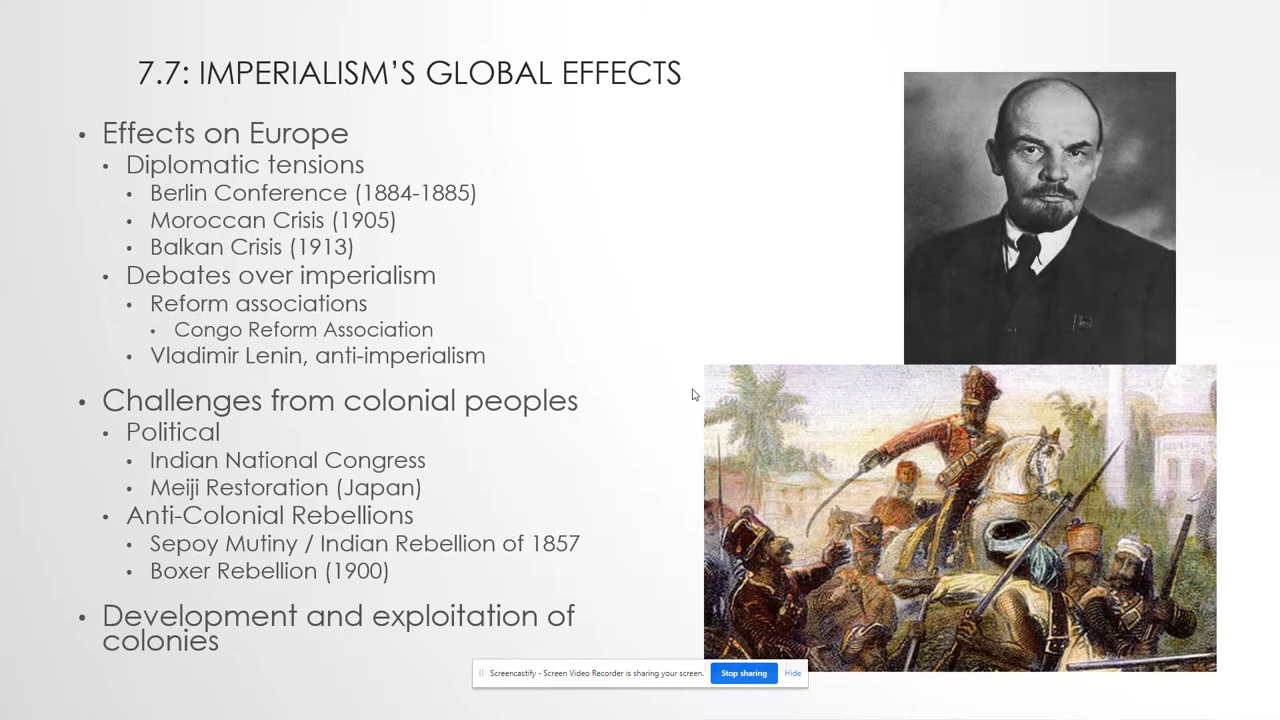 7.7: IMPERIALISM'S GLOBAL EFFECTS
• Effects on Europe
• Diplomatic tensions
• Berlin Conference (1884-1885)
• Moroccan Crisis (1905)
• Balkan Crisis (1913)
• Debates over imperialism
• Reform associations
• Congo Reform Association
• Vladimir Lenin, anti-imperialism
• Challenges from colonial peoples
• Political
• Indian National Congress
• Meiji Restoration (Japan)
• Anti-Colonial Rebellions
• Sepoy Mutiny / Indian Rebellion of 1857
• Boxer Rebellion (1900)
• Development and exploitation of
colonies
Screencastify - Screen Video Recorder is sharing your screen. Stop sharing Hide